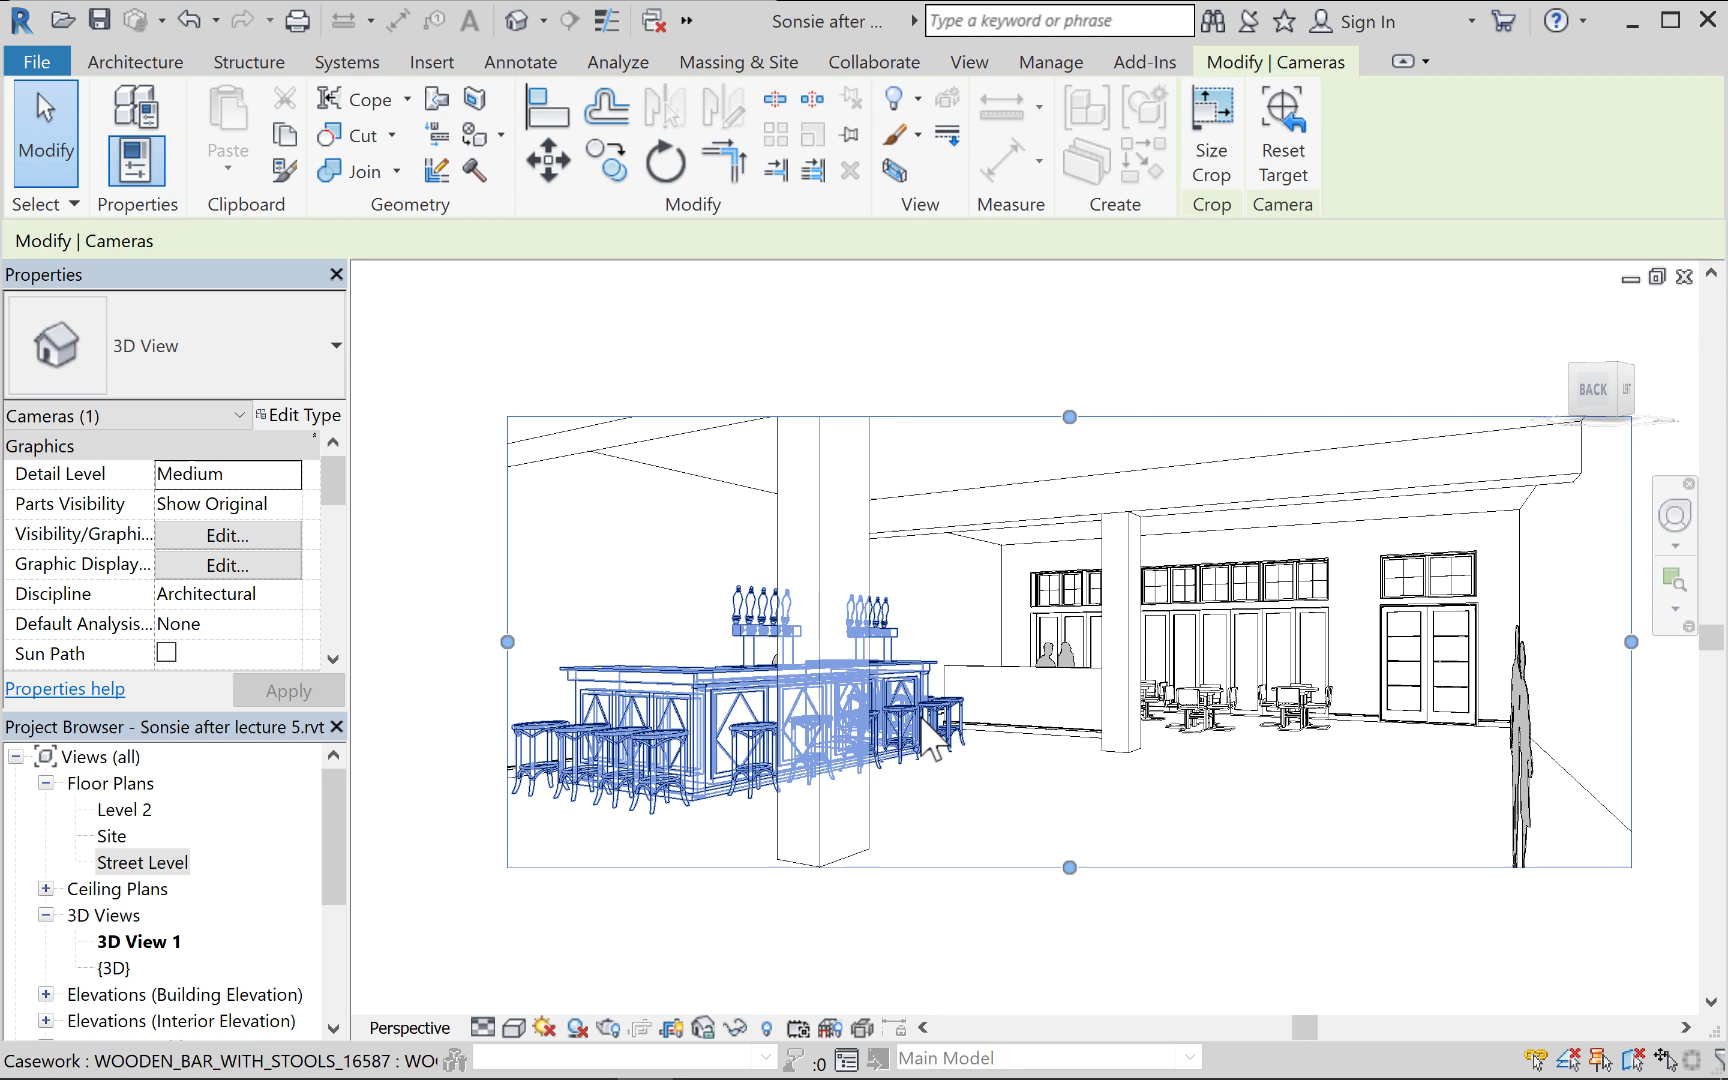 Sonsie after ...
Type a keyword or phrase
Sign In
File Architecture Structure Systems Insert Annotate Analyze Massing & Site Collaborate View Manage Add-Ins Modify | Cameras
Modify
Paste
Cope
Cut
Join
Size
Crop
Reset
Target
Select Properties Clipboard Geometry Modify View Measure Create Crop Camera
Modify | Cameras
Properties
3D View
Cameras (1) Edit Type
Graphics
Detail Level Medium
Parts Visibility Show Original
Visibility/Graphi... Edit...
Graphic Display... Edit...
Discipline Architectural
Default Analysis... None
Sun Path
Properties help Apply
Project Browser - Sonsie after lecture 5.rvt
Views (all)
Floor Plans
Level 2
Site
Street Level
Ceiling Plans
3D Views
3D View 1
{3D}
Elevations (Building Elevation)
Elevations (Interior Elevation)
BACK
Perspective
Casework : WOODEN_BAR_WITH_STOOLS_16587 : WO
:0
Main Model